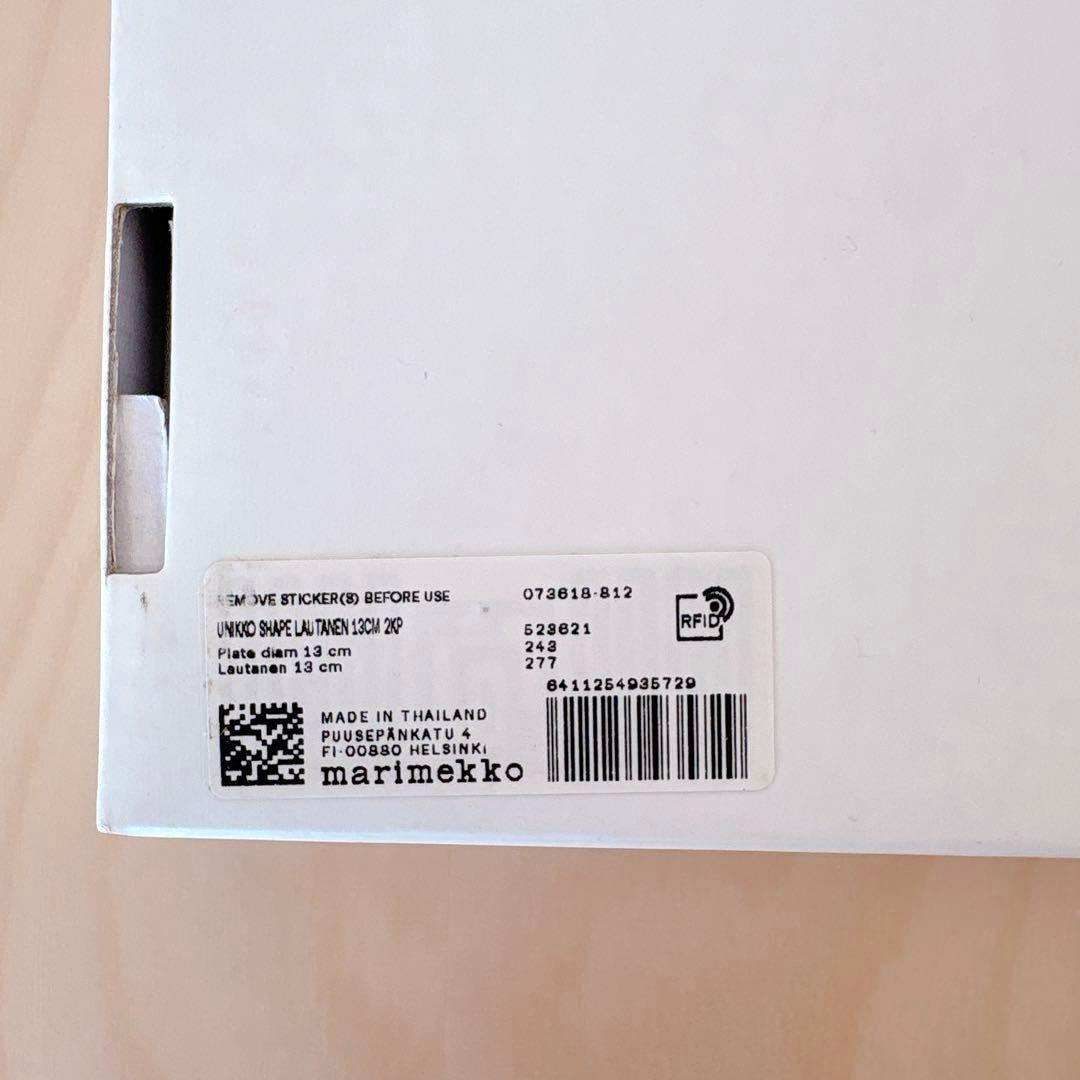 REMOVE STICKER(S) BEFORE USE
073618-812
UNIKKO SHAPE LAUTANEN 13CM 2KP
523621
Plate diam 13 cm
243
Lautanen 13 cm
277
RFID
6411254935729
MADE IN THAILAND
PUUSEPÄNKATU 4
FI-00880 HELSINKI
marimekko